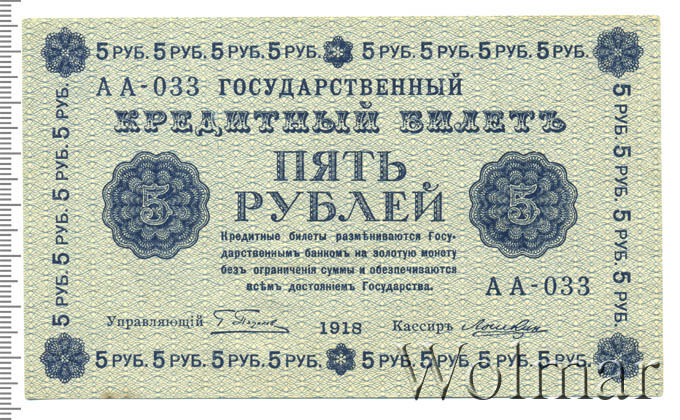 5 РУБ. 5 РУБ. 5 РУБ. 5 РУБ. 5 РУБ. 5 РУБ. 5 РУБ. 5 РУБ.
АА-033 ГОСУДАРСТВЕННЫЙ
КРЕДИТНЫЙ БИЛЕТЪ
ПЯТЬ
РУБЛЕЙ
5
5
Кредитные билеты размѣниваются Госу-
дарственнымъ банкомъ на золотую монету
безъ ограниченія суммы и обезпечиваются
всѣмъ достояніемъ Государства.
АА-033
Управляющій
1918
Кассиръ
5 РУБ. 5 РУБ. 5 РУБ. 5 РУБ. 5 РУБ. 5 РУБ. 5 РУБ. 5 РУБ.
5 РУБ. 5 РУБ. 5 РУБ. 5 РУБ. 5 РУБ.
5 РУБ. 5 РУБ. 5 РУБ. 5 РУБ. 5 РУБ.
Wolmar